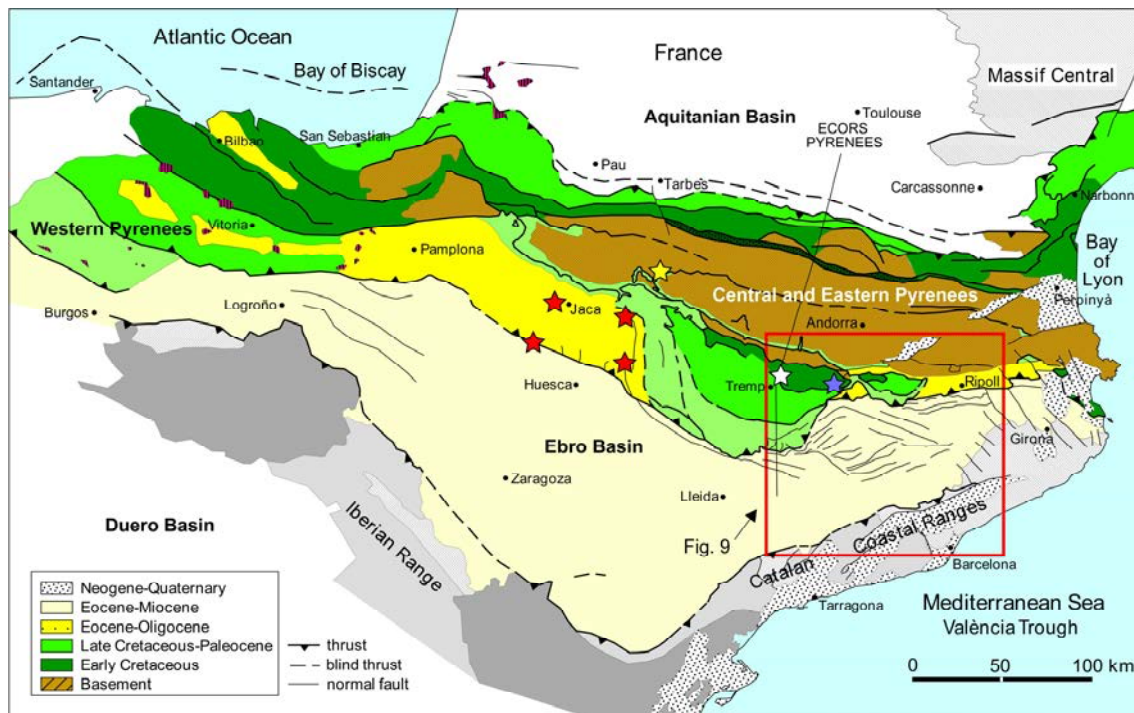 Atlantic Ocean
Bay of Biscay
Santander
France
Massif Central
Toulouse
Aquitanian Basin
ECORS
PYRENEES
Bilbao
San Sebastian
Pau
Tarbes
Carcassonne
Narbonn
Western Pyrenees
Vitoria
Pamplona
Bay
of
Lyon
Central and Eastern Pyrenees
Perpinyà
Burgos
Logroño
Jaca
Andorra
Huesca
Tremp
Ripoll
Ebro Basin
Girona
Zaragoza
Lleida
Duero Basin
Iberian Range
Fig. 9
Catalan
Coastal Ranges
Barcelona
Tarragona
Mediterranean Sea
València Trough
Neogene-Quaternary
Eocene-Miocene
Eocene-Oligocene
Late Cretaceous-Paleocene
Early Cretaceous
Basement
thrust
blind thrust
normal fault
0 50 100 km